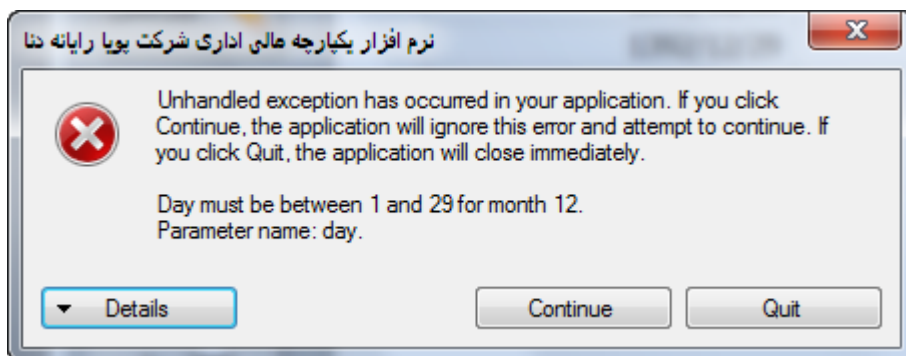 نرم افزار یکپارچه مالی اداری شرکت پویا رایانه دنا
Unhandled exception has occurred in your application. If you click
Continue, the application will ignore this error and attempt to continue. If
you click Quit, the application will close immediately.
Day must be between 1 and 29 for month 12.
Parameter name: day.
Details
Continue
Quit